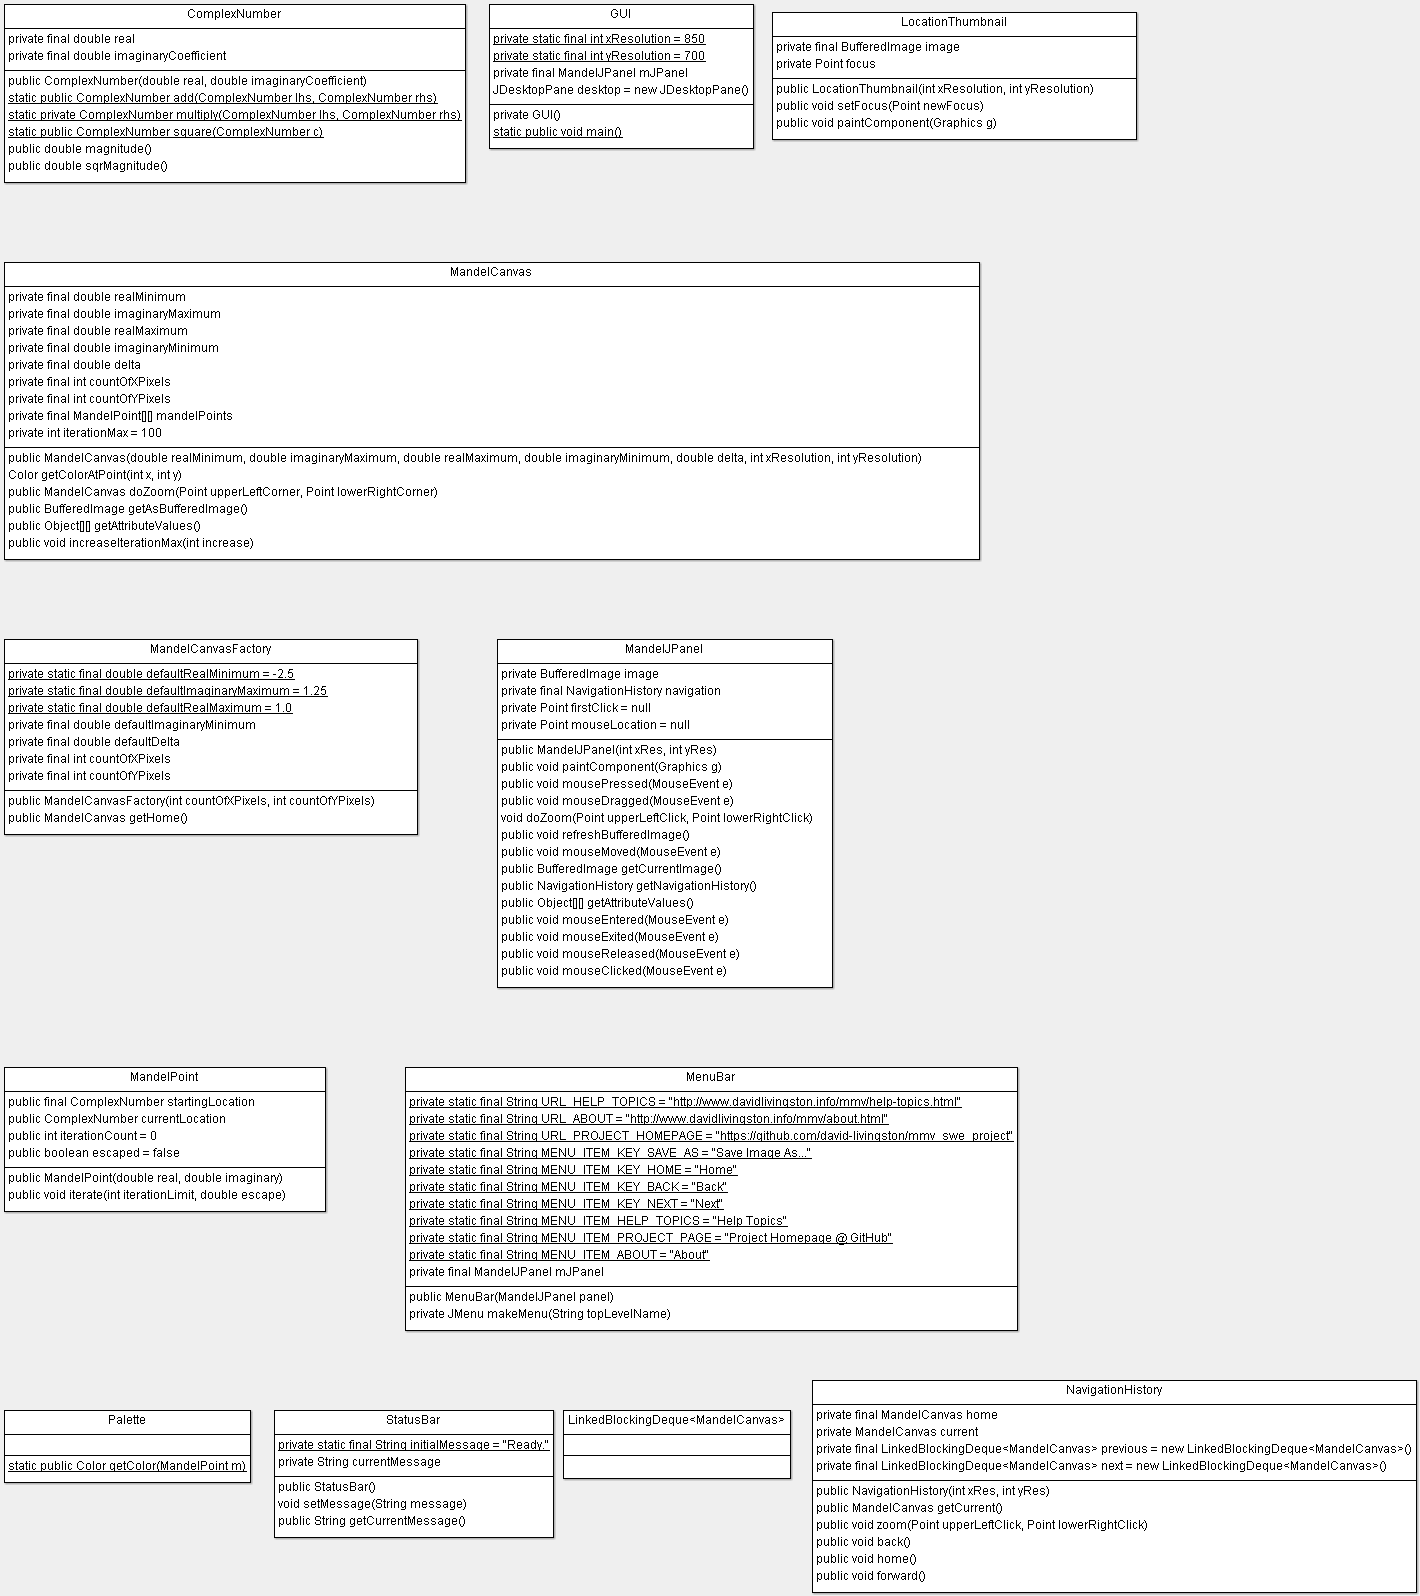 ComplexNumber
private final double real
private final double imaginaryCoefficient
public ComplexNumber(double real, double imaginaryCoefficient)
static public ComplexNumber add(ComplexNumber lhs, ComplexNumber rhs)
static private ComplexNumber multiply(ComplexNumber lhs, ComplexNumber rhs)
static public ComplexNumber square(ComplexNumber c)
public double magnitude()
public double sqrMagnitude()
GUI
private static final int xResolution = 850
private static final int yResolution = 700
private final MandelJPanel mJPanel
JDesktopPane desktop = new JDesktopPane()
private GUI()
static public void main()
LocationThumbnail
private final BufferedImage image
private Point focus
public LocationThumbnail(int xResolution, int yResolution)
public void setFocus(Point newFocus)
public void paintComponent(Graphics g)
MandelCanvas
private final double realMinimum
private final double imaginaryMaximum
private final double realMaximum
private final double imaginaryMinimum
private final double delta
private final int countOfXPixels
private final int countOfYPixels
private final MandelPoint[][] mandelPoints
private int iterationMax = 100
public MandelCanvas(double realMinimum, double imaginaryMaximum, double realMaximum, double imaginaryMinimum, double delta, int xResolution, int yResolution)
Color getColorAtPoint(int x, int y)
public MandelCanvas doZoom(Point upperLeftCorner, Point lowerRightCorner)
public BufferedImage getAsBufferedImage()
public Object[][] getAttributeValues()
public void increaseIterationMax(int increase)
MandelCanvasFactory
private static final double defaultRealMinimum = -2.5
private static final double defaultImaginaryMaximum = 1.25
private static final double defaultRealMaximum = 1.0
private final double defaultImaginaryMinimum
private final double defaultDelta
private final int countOfXPixels
private final int countOfYPixels
public MandelCanvasFactory(int countOfXPixels, int countOfYPixels)
public MandelCanvas getHome()
MandelJPanel
private BufferedImage image
private final NavigationHistory navigation
private Point firstClick = null
private Point mouseLocation = null
public MandelJPanel(int xRes, int yRes)
public void paintComponent(Graphics g)
public void mousePressed(MouseEvent e)
public void mouseDragged(MouseEvent e)
void doZoom(Point upperLeftClick, Point lowerRightClick)
public void refreshBufferedImage()
public void mouseMoved(MouseEvent e)
public BufferedImage getCurrentImage()
public NavigationHistory getNavigationHistory()
public Object[][] getAttributeValues()
public void mouseEntered(MouseEvent e)
public void mouseExited(MouseEvent e)
public void mouseReleased(MouseEvent e)
public void mouseClicked(MouseEvent e)
MandelPoint
public final ComplexNumber startingLocation
public ComplexNumber currentLocation
public int iterationCount = 0
public boolean escaped = false
public MandelPoint(double real, double imaginary)
public void iterate(int iterationLimit, double escape)
MenuBar
private static final String URL_HELP_TOPICS = "http://www.davidlivingston.info/mmv/help-topics.html"
private static final String URL_ABOUT = "http://www.davidlivingston.info/mmv/about.html"
private static final String URL_PROJECT_HOMEPAGE = "https://github.com/david-livingston/mmv_swe_project"
private static final String MENU_ITEM_KEY_SAVE_AS = "Save Image As..."
private static final String MENU_ITEM_KEY_HOME = "Home"
private static final String MENU_ITEM_KEY_BACK = "Back"
private static final String MENU_ITEM_KEY_NEXT = "Next"
private static final String MENU_ITEM_HELP_TOPICS = "Help Topics"
private static final String MENU_ITEM_PROJECT_PAGE = "Project Homepage @ GitHub"
private static final String MENU_ITEM_ABOUT = "About"
private final MandelJPanel mJPanel
public MenuBar(MandelJPanel panel)
private JMenu makeMenu(String topLevelName)
Palette
static public Color getColor(MandelPoint m)
StatusBar
private static final String initialMessage = "Ready."
private String currentMessage
public StatusBar()
void setMessage(String message)
public String getCurrentMessage()
LinkedBlockingDeque<MandelCanvas>
NavigationHistory
private final MandelCanvas home
private MandelCanvas current
private final LinkedBlockingDeque<MandelCanvas> previous = new LinkedBlockingDeque<MandelCanvas>()
private final LinkedBlockingDeque<MandelCanvas> next = new LinkedBlockingDeque<MandelCanvas>()
public NavigationHistory(int xRes, int yRes)
public MandelCanvas getCurrent()
public void zoom(Point upperLeftClick, Point lowerRightClick)
public void back()
public void home()
public void forward()